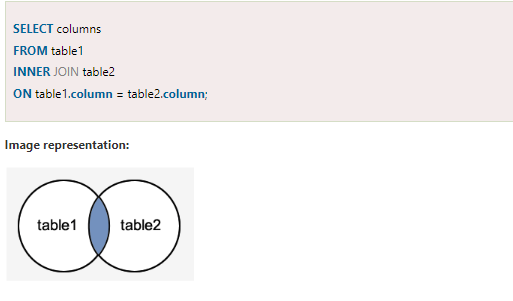 SELECT columns
FROM table1
INNER JOIN table2
ON table1.column = table2.column;
Image representation:
table1
table2